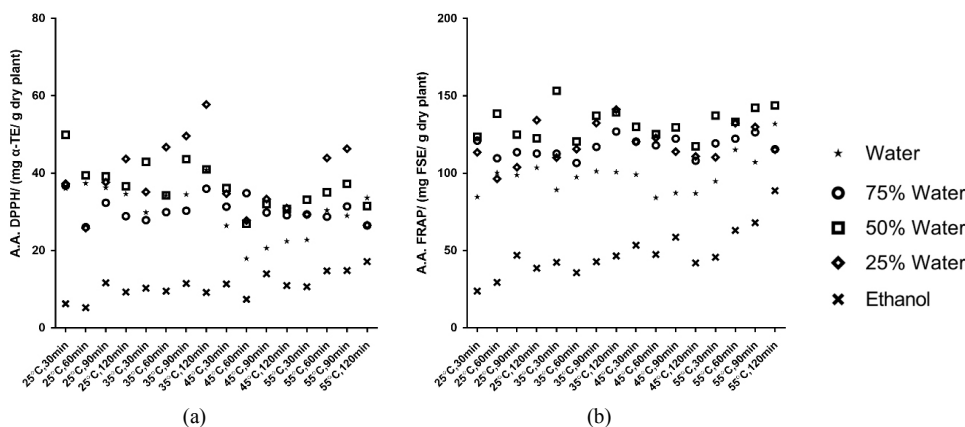 A.A. DPPH/ (mg α-TE/ g dry plant)
80
60
40
20
0
25°C,30min
25°C,60min
25°C,90min
25°C,120min
35°C,30min
35°C,60min
35°C,90min
35°C,120min
45°C,30min
45°C,60min
45°C,90min
45°C,120min
55°C,30min
55°C,60min
55°C,90min
55°C,120min
(a)
A.A. FRAP/ (mg FSE/ g dry plant)
200
150
100
50
0
25°C,30min
25°C,60min
25°C,90min
25°C,120min
35°C,30min
35°C,60min
35°C,90min
35°C,120min
45°C,30min
45°C,60min
45°C,90min
45°C,120min
55°C,30min
55°C,60min
55°C,90min
55°C,120min
(b)
Water
75% Water
50% Water
25% Water
Ethanol